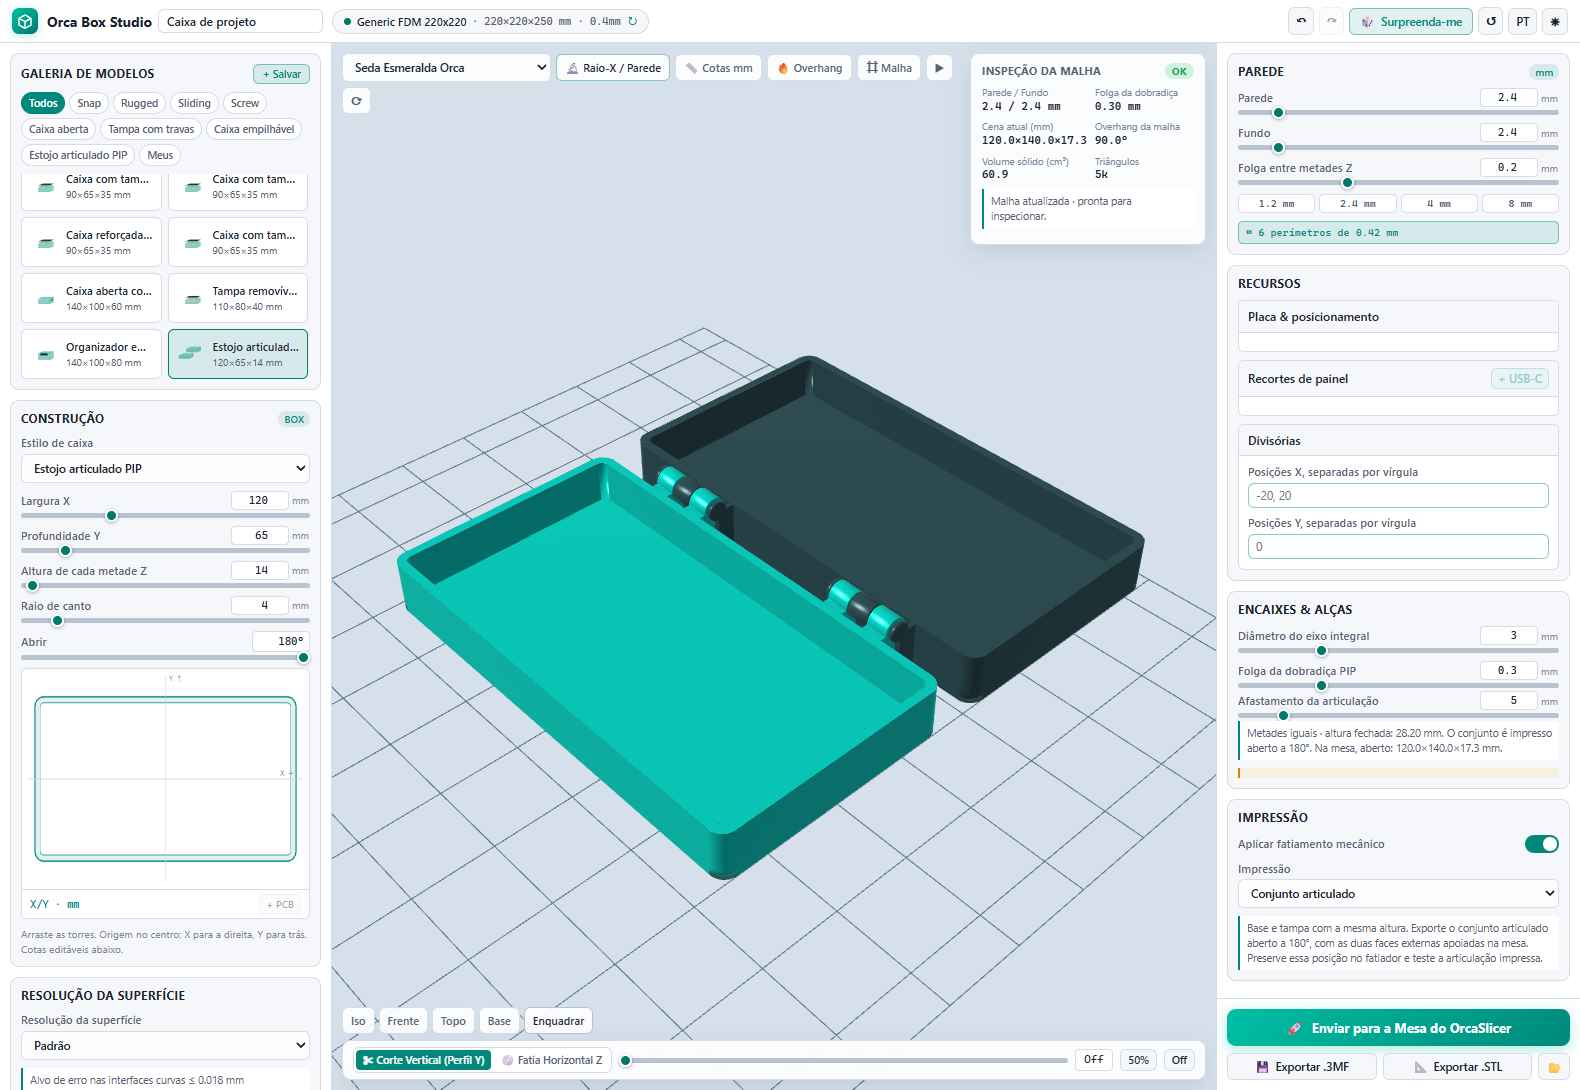 Orca Box Studio
Caixa de projeto
Generic FDM 220x220 · 220×220×250 mm · 0.4mm ↻
Surpreenda-me
PT
GALERIA DE MODELOS
+ Salvar
Todos Snap Rugged Sliding Screw
Caixa aberta Tampa com travas Caixa empilhável
Estojo articulado PIP Meus
Caixa com tam... Caixa com tam...
90×65×35 mm 90×65×35 mm
Caixa reforçada... Caixa com tam...
90×65×35 mm 90×65×35 mm
Caixa aberta co... Tampa removív...
140×100×60 mm 110×80×40 mm
Organizador e... Estojo articulad...
140×100×80 mm 120×65×14 mm
CONSTRUÇÃO
BOX
Estilo de caixa
Estojo articulado PIP
Largura X 120 mm
Profundidade Y 65 mm
Altura de cada metade Z 14 mm
Raio de canto 4 mm
Abrir 180°
Y ↑
X →
X/Y · mm
+ PCB
Arraste as torres. Origem no centro; X para a direita, Y para trás.
Cotas editáveis abaixo.
RESOLUÇÃO DA SUPERFÍCIE
Resolução da superfície
Padrão
Alvo de erro nas interfaces curvas ≤ 0.018 mm
Seda Esmeralda Orca
Raio-X / Parede
Cotas mm
Overhang
Malha
INSPEÇÃO DA MALHA
OK
Parede / Fundo Folga da dobradiça
2.4 / 2.4 mm 0.30 mm
Cena atual (mm) Overhang da malha
120.0×140.0×17.3 90.0°
Volume sólido (cm³) Triângulos
60.9 5k
Malha atualizada · pronta para
inspecionar.
Iso Frente Topo Base Enquadrar
Corte Vertical (Perfil Y) Fatia Horizontal Z Off 50% Off
PAREDE
mm
Parede 2.4 mm
Fundo 2.4 mm
Folga entre metades Z 0.2 mm
1.2 mm 2.4 mm 4 mm 8 mm
≈ 6 perímetros de 0.42 mm
RECURSOS
Placa & posicionamento
Recortes de painel
+ USB-C
Divisórias
Posições X, separadas por vírgula
-20, 20
Posições Y, separadas por vírgula
0
ENCAIXES & ALÇAS
Diâmetro do eixo integral 3 mm
Folga da dobradiça PIP 0.3 mm
Afastamento da articulação 5 mm
Metades iguais · altura fechada: 28.20 mm. O conjunto é impresso
aberto a 180°. Na mesa, aberto: 120.0×140.0×17.3 mm.
IMPRESSÃO
Aplicar fatiamento mecânico
Impressão
Conjunto articulado
Base e tampa com a mesma altura. Exporte o conjunto articulado
aberto a 180°, com as duas faces externas apoiadas na mesa.
Preserve essa posição no fatiador e teste a articulação impressa.
Enviar para a Mesa do OrcaSlicer
Exportar .3MF
Exportar .STL